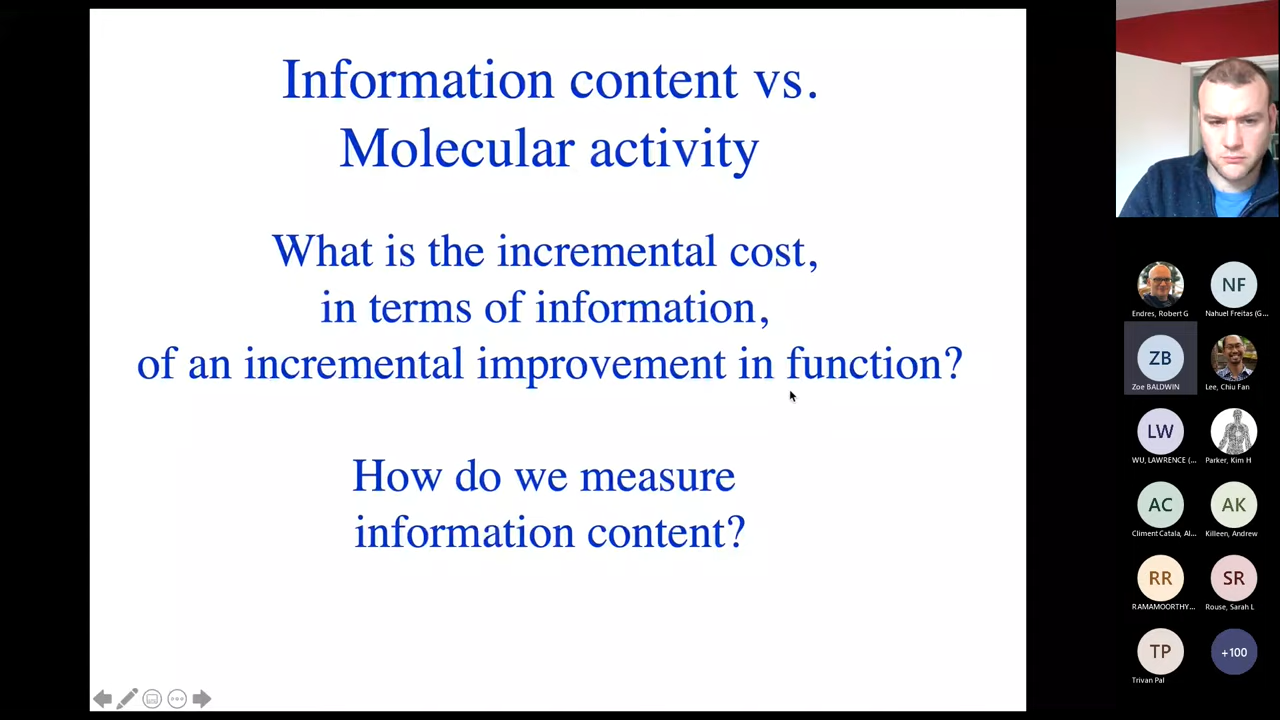 Information content vs.
Molecular activity
What is the incremental cost,
in terms of information,
of an incremental improvement in function?
How do we measure
information content?
Endres, Robert G
NF
Nahuel Freitas (G...
ZB
Zoe BALDWIN
Lee, Chiu Fan
LW
WU, LAWRENCE (...
Parker, Kim H
AC
Climent Catala, Al...
AK
Killeen, Andrew
RR
RAMAMOORTHY...
SR
Rouse, Sarah L
TP
Trivan Pal
+100